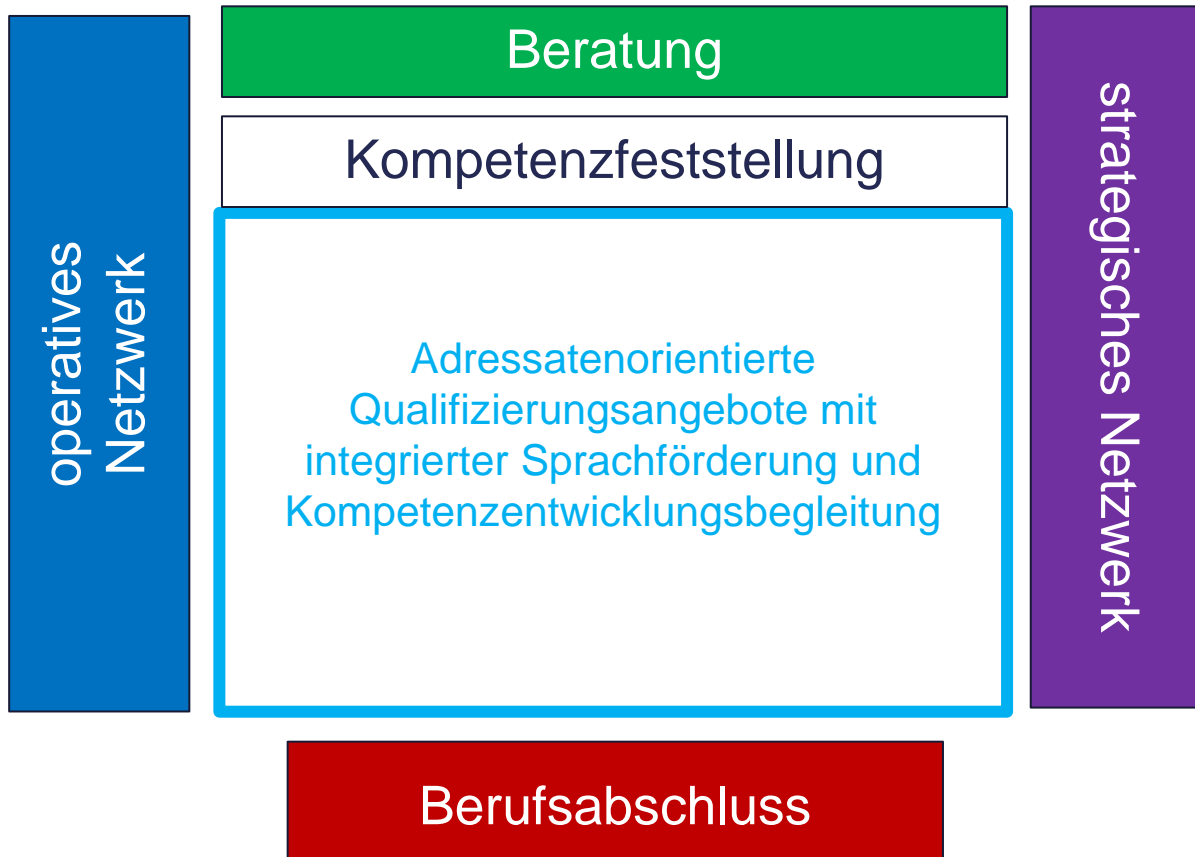 Beratung
Kompetenzfeststellung
operatives
Netzwerk
Adressatenorientierte
Qualifizierungsangebote mit
integrierter Sprachförderung und
Kompetenzentwicklungsbegleitung
strategisches Netzwerk
Berufsabschluss